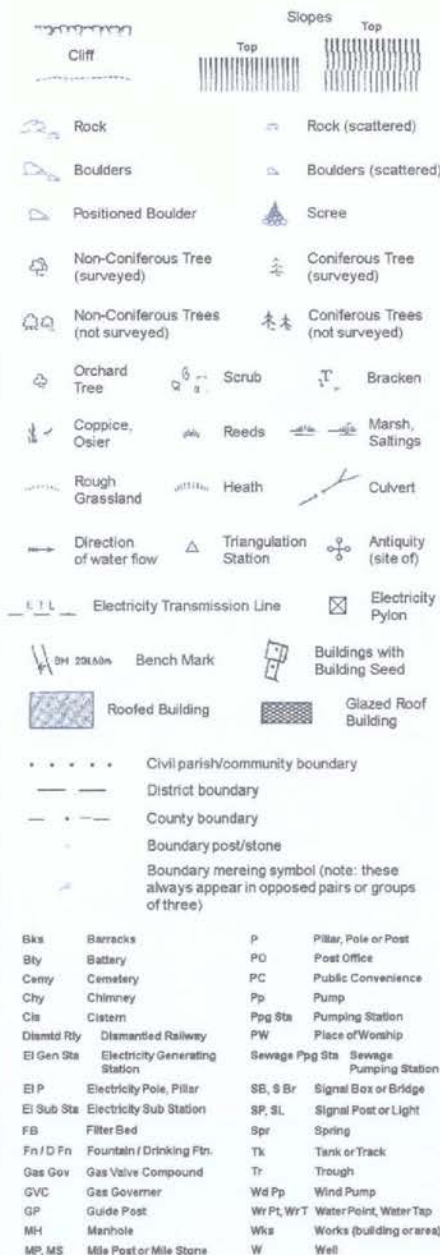 Slopes
Top
Top
Cliff
Rock
Rock (scattered)
Boulders
Boulders (scattered)
Positioned Boulder
Scree
Non-Coniferous Tree
(surveyed)
Coniferous Tree
(surveyed)
Non-Coniferous Trees
(not surveyed)
Coniferous Trees
(not surveyed)
Orchard
Tree
Scrub
Bracken
Coppice,
Osier
Reeds
Marsh,
Saltings
Rough
Grassland
Heath
Culvert
Direction
of water flow
Triangulation
Station
Antiquity
(site of)
E T L Electricity Transmission Line
Electricity
Pylon
BM Bench Mark
Buildings with
Building Seed
Roofed Building
Glazed Roof
Building
Civil parish/community boundary
District boundary
County boundary
Boundary post/stone
Boundary mereing symbol (note: these
always appear in opposed pairs or groups
of three)
Bks Barracks P Pillar, Pole or Post
Bty Battery PO Post Office
Cemy Cemetery PC Public Convenience
Chy Chimney Pp Pump
Cis Cistern Ppg Sta Pumping Station
Dismtd Rly Dismantled Railway PW Place of Worship
El Gen Sta Electricity Generating
Station
Sewage Ppg Sta Sewage
Pumping Station
El P Electricity Pole, Pillar SB, S Br Signal Box or Bridge
El Sub Sta Electricity Sub Station SP, SL Signal Post or Light
FB Filter Bed Spr Spring
Fn / D Fn Fountain / Drinking Ftn. Tk Tank or Track
Gas Gov Gas Valve Compound Tr Trough
GVC Gas Governer Wd Pp Wind Pump
GP Guide Post Wr Pt, Wr T Water Point, Water Tap
MH Manhole Wks Works (building or area)
MP, MS Mile Post or Mile Stone W Well